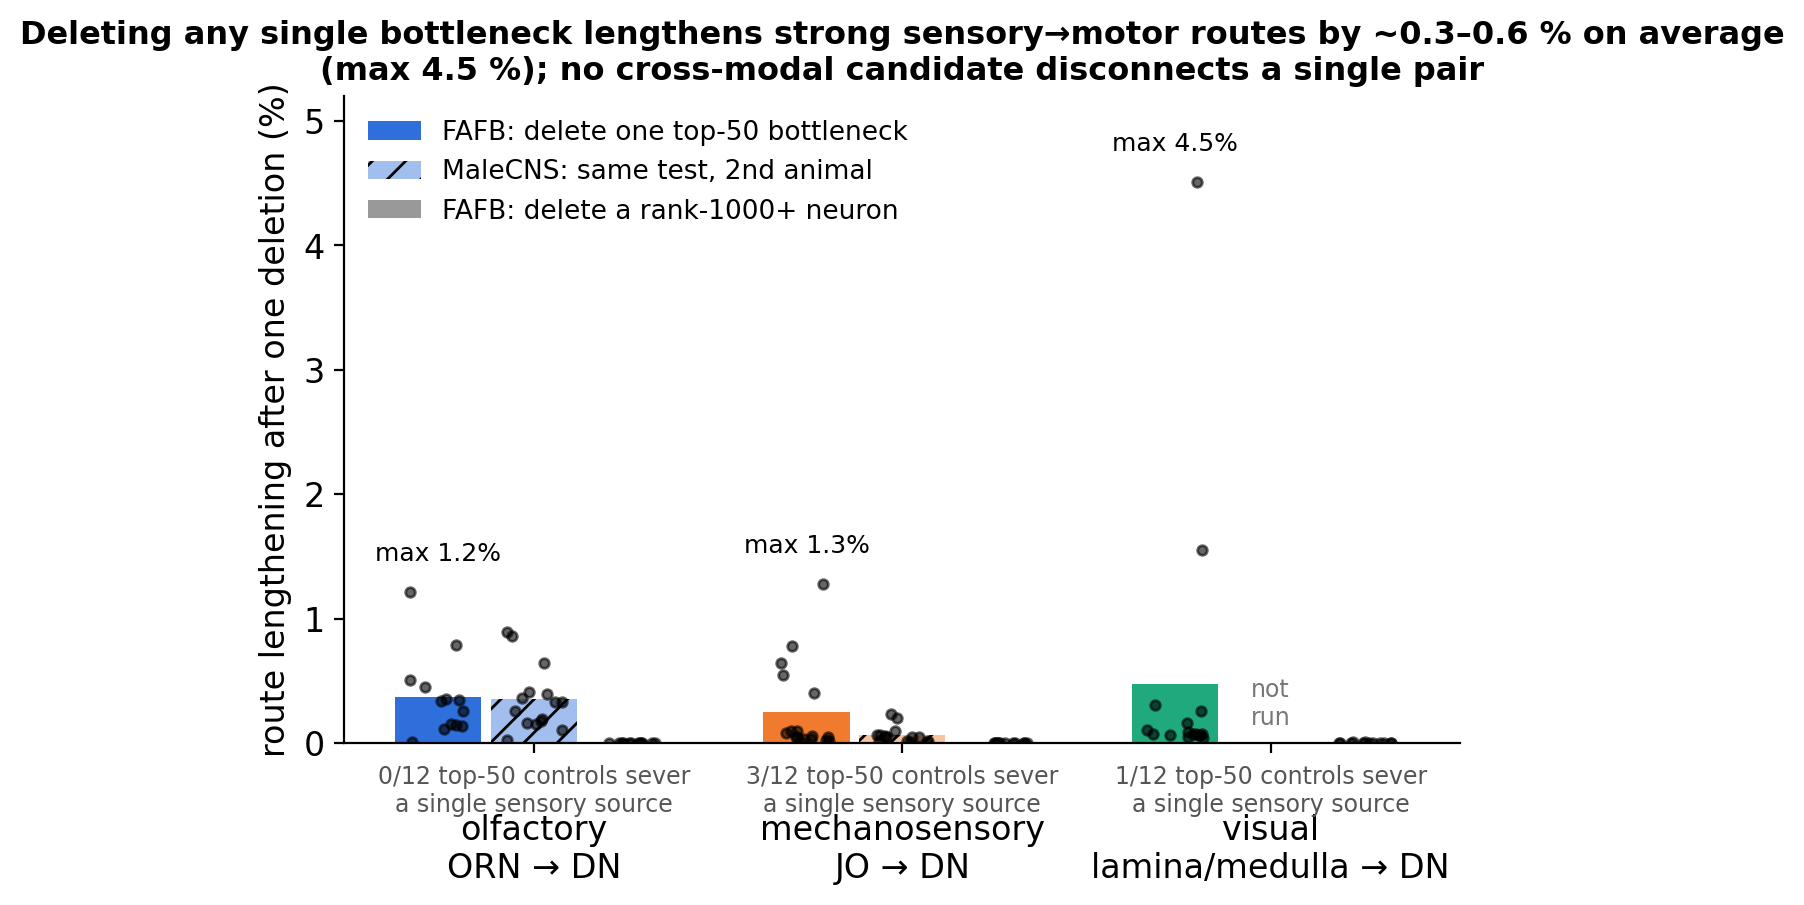 Deleting any single bottleneck lengthens strong sensory→motor routes by ~0.3–0.6 % on average
(max 4.5 %); no cross-modal candidate disconnects a single pair
route lengthening after one deletion (%)
5
4
3
2
1
0
FAFB: delete one top-50 bottleneck
MaleCNS: same test, 2nd animal
FAFB: delete a rank-1000+ neuron
max 1.2%
max 1.3%
max 4.5%
not
run
0/12 top-50 controls sever
a single sensory source
3/12 top-50 controls sever
a single sensory source
1/12 top-50 controls sever
a single sensory source
olfactory
ORN → DN
mechanosensory
JO → DN
visual
lamina/medulla → DN